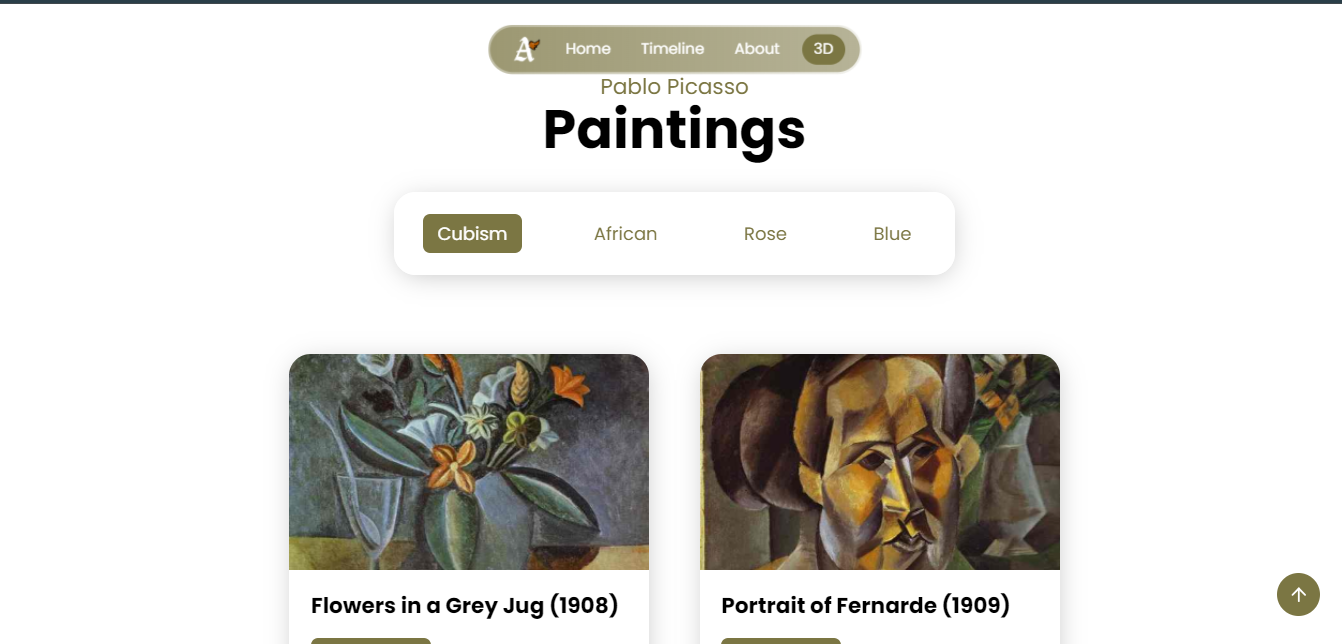 A Home Timeline About 3D
Pablo Picasso
Paintings
Cubism African Rose Blue
Flowers in a Grey Jug (1908)
Portrait of Fernarde (1909)